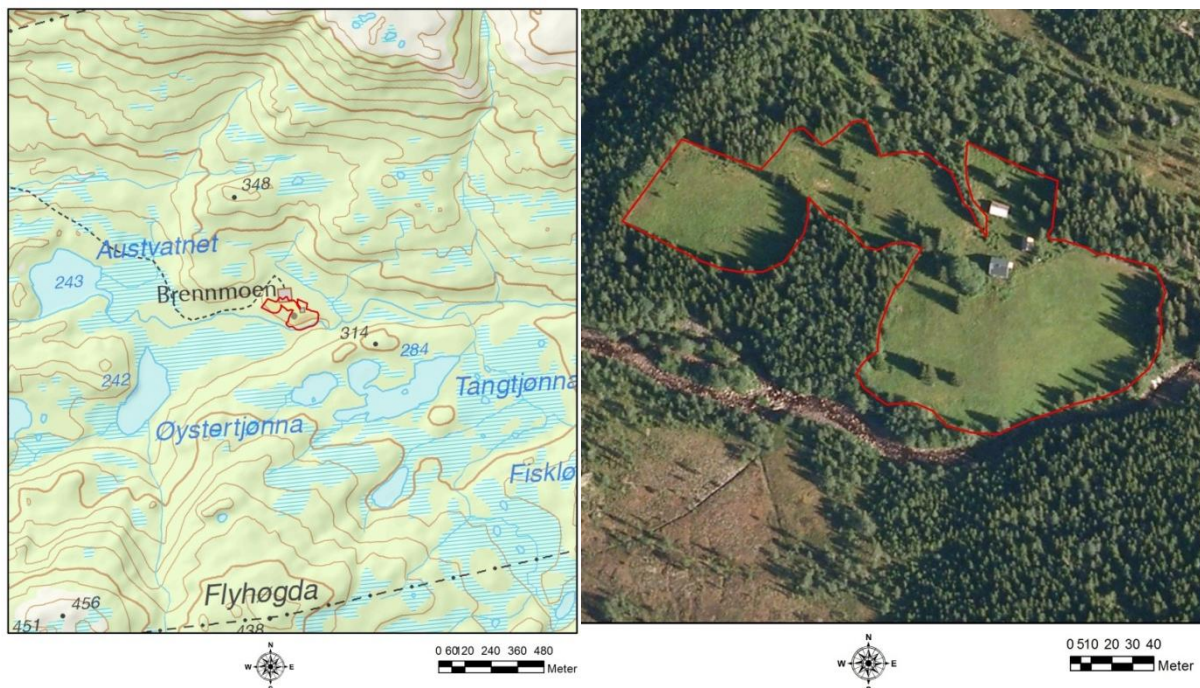 348
Austvatnet
243
Brennmoen
314
284
242
Tangtjønna
Øystertjønna
Fisklø
Flyhøgda
456
451
438
N
W E
S
0 60120 240 360 480
Meter
N
W E
S
0 510 20 30 40
Meter